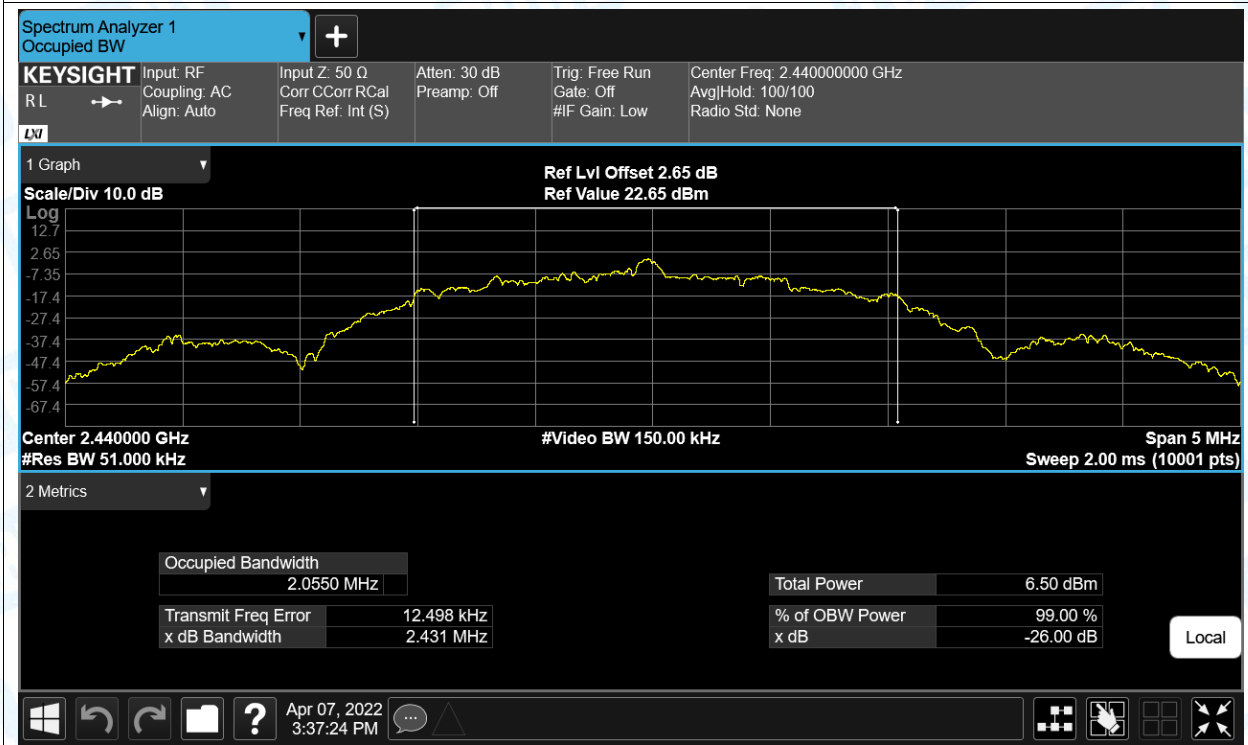 Spectrum Analyzer 1
Occupied BW
KEYSIGHT
R L
LXI
Input: RF
Coupling: AC
Align: Auto
Input Z: 50 Ω
Corr CCorr RCal
Freq Ref: Int (S)
Atten: 30 dB
Preamp: Off
Trig: Free Run
Gate: Off
#IF Gain: Low
Center Freq: 2.440000000 GHz
Avg|Hold: 100/100
Radio Std: None
1 Graph
Scale/Div 10.0 dB
Ref Lvl Offset 2.65 dB
Ref Value 22.65 dBm
Log
12.7
2.65
-7.35
-17.4
-27.4
-37.4
-47.4
-57.4
-67.4
Center 2.440000 GHz
#Res BW 51.000 kHz
#Video BW 150.00 kHz
Span 5 MHz
Sweep 2.00 ms (10001 pts)
2 Metrics
Occupied Bandwidth
2.0550 MHz
Transmit Freq Error 12.498 kHz
x dB Bandwidth 2.431 MHz
Total Power 6.50 dBm
% of OBW Power 99.00 %
x dB -26.00 dB
Local
?
Apr 07, 2022
3:37:24 PM